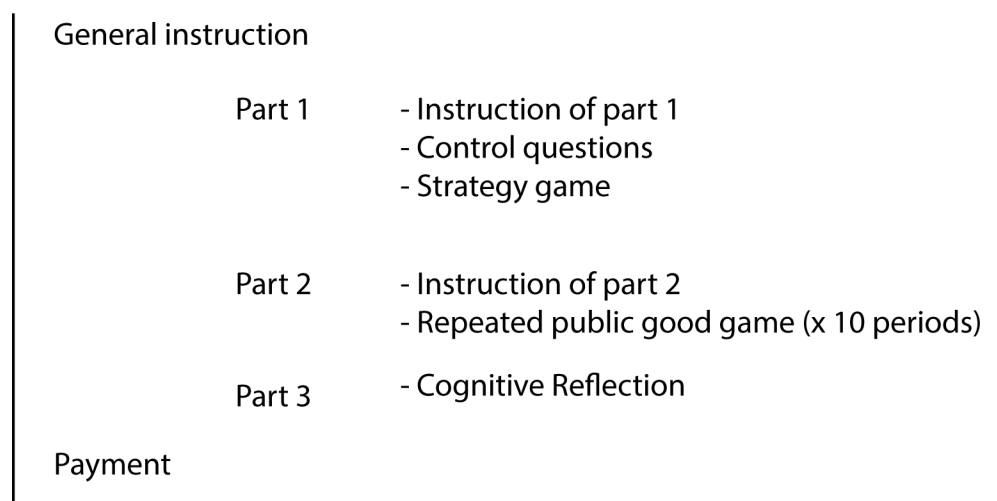 General instruction
Part 1 - Instruction of part 1
- Control questions
- Strategy game
Part 2 - Instruction of part 2
- Repeated public good game (x 10 periods)
Part 3 - Cognitive Reflection
Payment